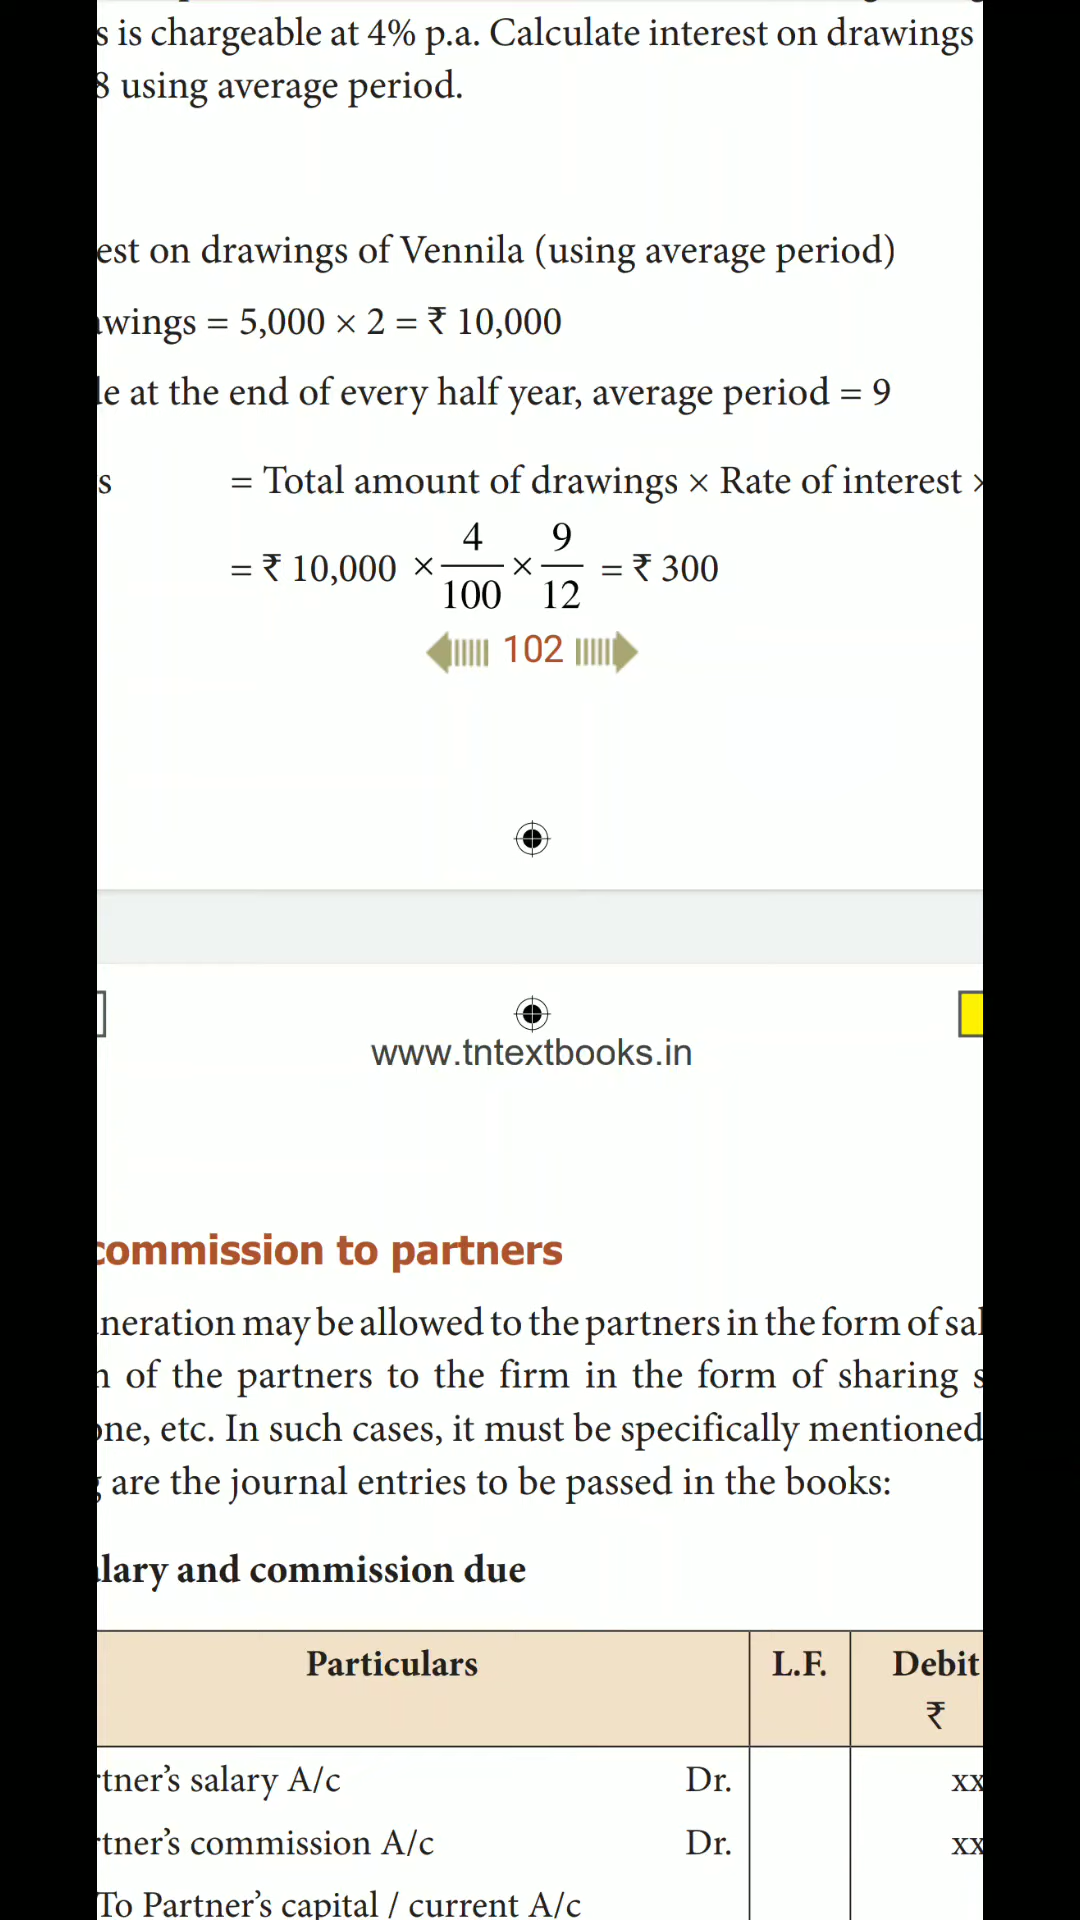 s is chargeable at 4% p.a. Calculate interest on drawings
8 using average period.
est on drawings of Vennila (using average period)
wings = 5,000 × 2 = ₹ 10,000
le at the end of every half year, average period = 9
s = Total amount of drawings × Rate of interest ×
= ₹ 10,000 × 4/100 × 9/12 = ₹ 300
102
www.tntextbooks.in
commission to partners
neration may be allowed to the partners in the form of sal
n of the partners to the firm in the form of sharing s
one, etc. In such cases, it must be specifically mentioned
g are the journal entries to be passed in the books:
lary and commission due
Particulars L.F. Debit
₹
rtner's salary A/c Dr. xx
rtner's commission A/c Dr. xx
To Partner's capital / current A/c